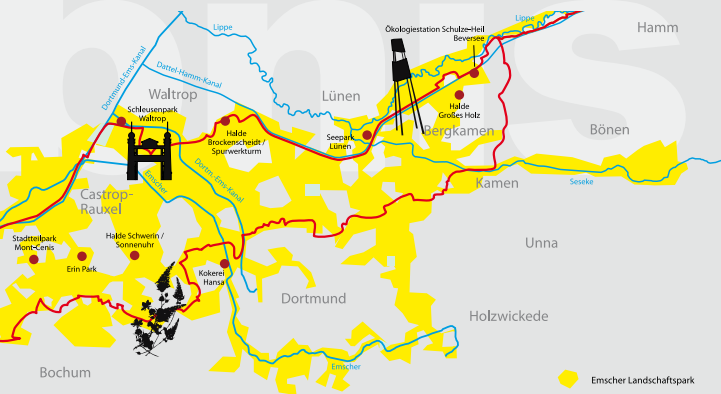 bnis
Lippe
Ökologiestation Schulze-Heil
Beversee
Lippe
Hamm
Dortmund-Ems-Kanal
Dattel-Hamm-Kanal
Waltrop
Lünen
Schleusenpark
Waltrop
Halde
Brockenscheidt /
Spurwerkturm
Seepark
Lünen
Halde
Großes Holz
Bergkamen
Bönen
Dortm.-Ems-Kanal
Emscher
Kamen
Seseke
Castrop-
Rauxel
Stadtteilpark
Mont-Cenis
Erin Park
Halde Schwerin /
Sonnenuhr
Kokerei
Hansa
Unna
Dortmund
Holzwickede
Emscher
Bochum
Emscher Landschaftspark